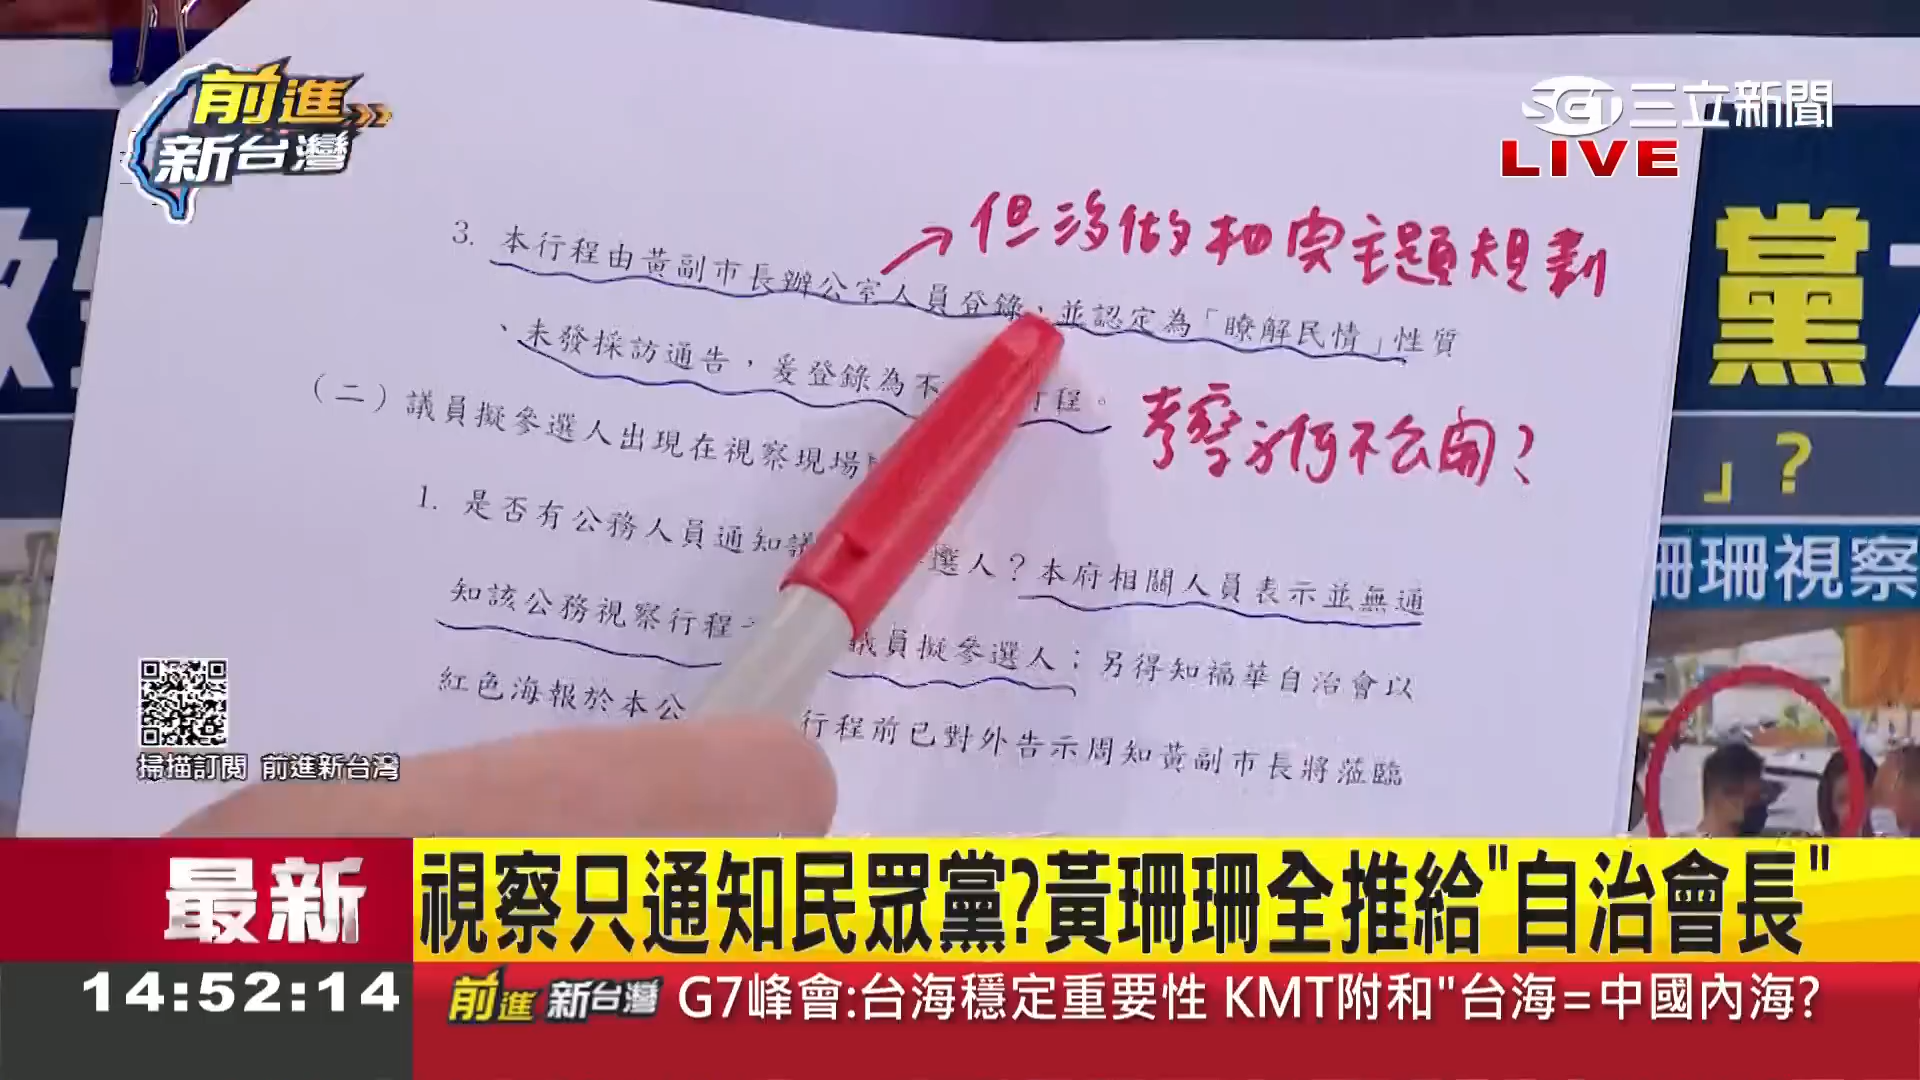 前進
新台灣
SET三立新聞
LIVE
3. 本行程由黃副市長辦公室人員登錄，並認定為「瞭解民情」性質
、未發採訪通告，爰登錄為不 行程。
但 做相 主題規劃
考察 何不公開？
（二）議員擬參選人出現在視察現場
1. 是否有公務人員通知議 選人？本府相關人員表示並無通
知該公務視察行程 議員擬參選人；另得知福華自治會以
紅色海報於本公 行程前已對外告示周知黃副市長將蒞臨
黨
」？
珊珊視察
掃描訂閱 前進新台灣
最新
視察只通知民眾黨?黃珊珊全推給"自治會長"
14:52:14
前進新台灣 G7峰會:台海穩定重要性 KMT附和"台海=中國內海?